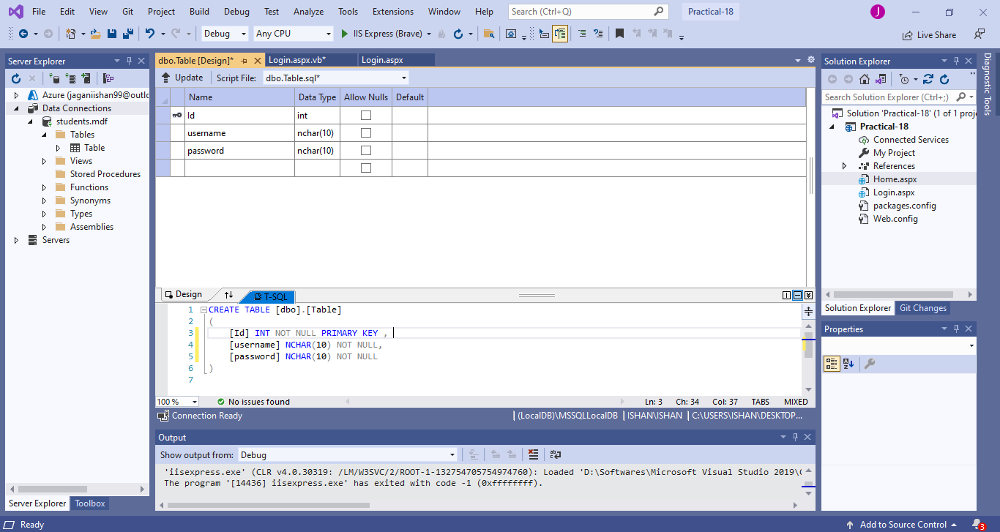 File Edit View Git Project Build Debug Test Analyze Tools Extensions Window Help Search (Ctrl+Q) Practical-18 J
Debug Any CPU IIS Express (Brave) Live Share
Server Explorer
Azure (jaganiishan99@outlo
Data Connections
students.mdf
Tables
Table
Views
Stored Procedures
Functions
Synonyms
Types
Assemblies
Servers
Server Explorer Toolbox
dbo.Table [Design]* Login.aspx.vb* Login.aspx
Update Script File: dbo.Table.sql*
Name Data Type Allow Nulls Default
Id int
username nchar(10)
password nchar(10)
Design T-SQL
1 CREATE TABLE [dbo].[Table]
2 (
3 [Id] INT NOT NULL PRIMARY KEY ,
4 [username] NCHAR(10) NOT NULL,
5 [password] NCHAR(10) NOT NULL
6 )
7
100 % No issues found Ln: 3 Ch: 34 Col: 37 TABS MIXED
Connection Ready | (LocalDB)\MSSQLLocalDB | ISHAN\ISHAN | C:\USERS\ISHAN\DESKTOP...
Output
Show output from: Debug
'iisexpress.exe' (CLR v4.0.30319: /LM/W3SVC/2/ROOT-1-132754705754974760): Loaded 'D:\Softwares\Microsoft Visual Studio 2019\
The program '[14436] iisexpress.exe' has exited with code -1 (0xffffffff).
Solution Explorer
Search Solution Explorer (Ctrl+;)
Solution 'Practical-18' (1 of 1 proje
Practical-18
Connected Services
My Project
References
Home.aspx
Login.aspx
packages.config
Web.config
Solution Explorer Git Changes
Properties
Diagnostic Tools
Ready Add to Source Control 3